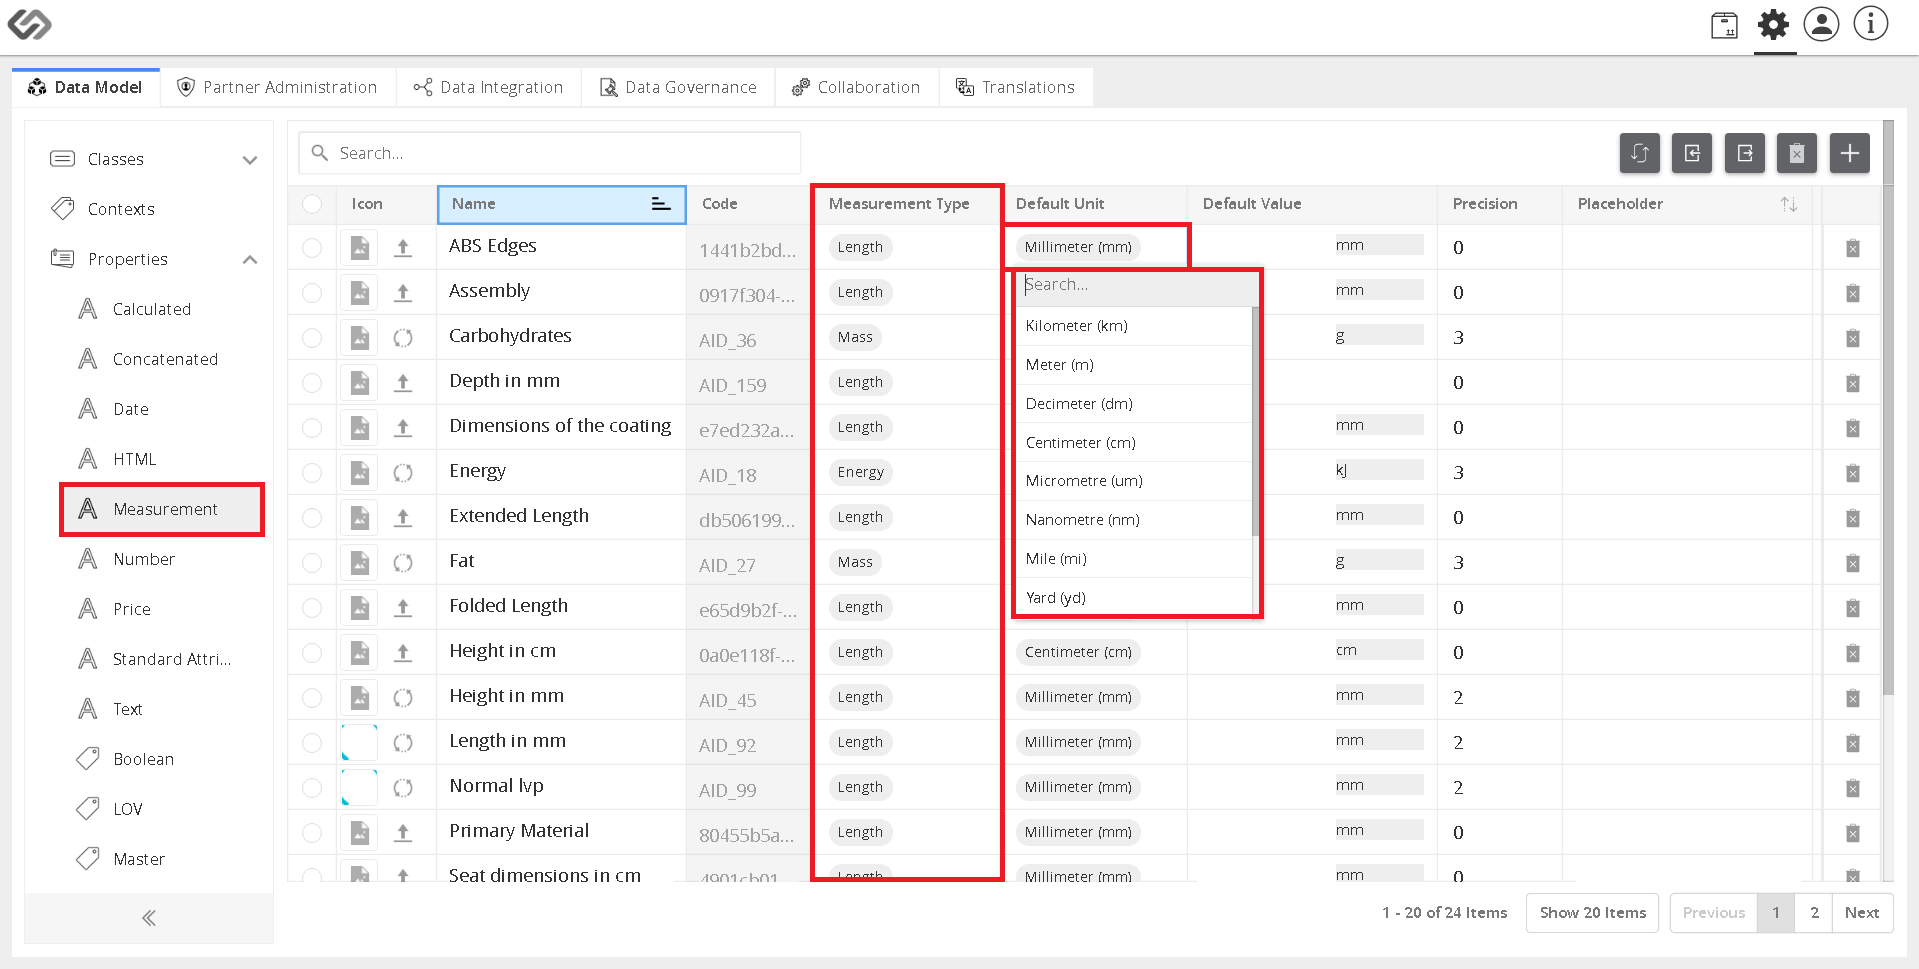 Data Model
Partner Administration
Data Integration
Data Governance
Collaboration
Translations
Classes
Contexts
Properties
Calculated
Concatenated
Date
HTML
Measurement
Number
Price
Standard Attri...
Text
Boolean
LOV
Master
Search...
Icon Name Code Measurement Type Default Unit Default Value Precision Placeholder
ABS Edges 1441b2bd... Length Millimeter (mm) mm 0
Assembly 0917f304-... Length mm 0
Carbohydrates AID_36 Mass g 3
Depth in mm AID_159 Length 0
Dimensions of the coating e7ed232a... Length mm 0
Energy AID_18 Energy kJ 3
Extended Length db506199... Length mm 0
Fat AID_27 Mass g 3
Folded Length e65d9b2f-... Length mm 0
Height in cm 0a0e118f-... Length Centimeter (cm) cm 0
Height in mm AID_45 Length Millimeter (mm) mm 2
Length in mm AID_92 Length Millimeter (mm) mm 2
Normal lvp AID_99 Length Millimeter (mm) mm 2
Primary Material 80455b5a... Length Millimeter (mm) mm 0
Seat dimensions in cm 4901cb01 Length Millimeter (mm) mm 0
Search...
Kilometer (km)
Meter (m)
Decimeter (dm)
Centimeter (cm)
Micrometre (um)
Nanometre (nm)
Mile (mi)
Yard (yd)
1 - 20 of 24 Items
Show 20 Items
Previous 1 2 Next